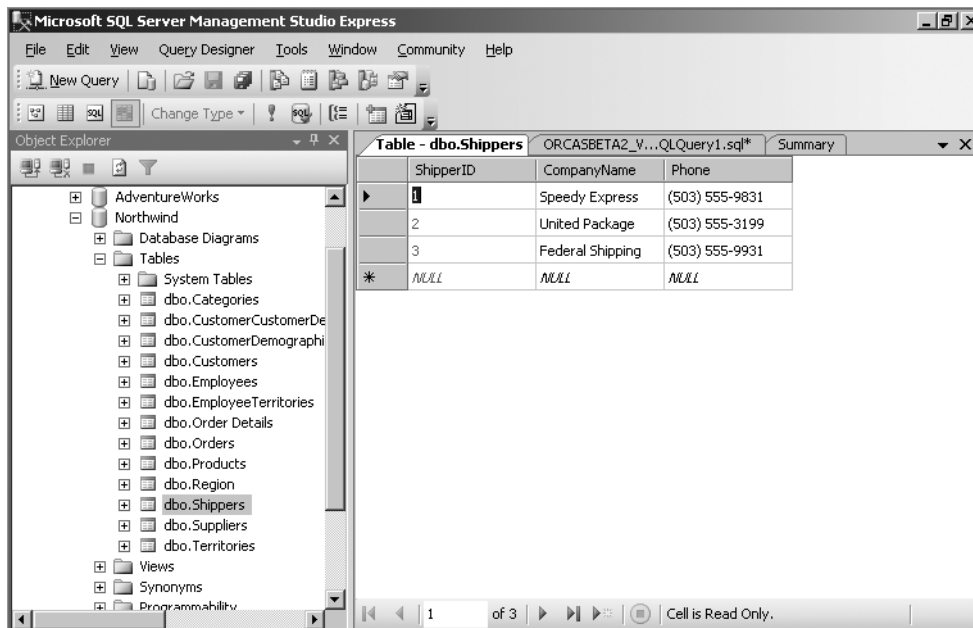 Microsoft SQL Server Management Studio Express
File Edit View Query Designer Tools Window Community Help
New Query
SQL Change Type SQL
Object Explorer
AdventureWorks
Northwind
Database Diagrams
Tables
System Tables
dbo.Categories
dbo.CustomerCustomerDe
dbo.CustomerDemographi
dbo.Customers
dbo.Employees
dbo.EmployeeTerritories
dbo.Order Details
dbo.Orders
dbo.Products
dbo.Region
dbo.Shippers
dbo.Suppliers
dbo.Territories
Views
Synonyms
Programmability
Table - dbo.Shippers ORCASBETA2_V...QLQuery1.sql* Summary
ShipperID CompanyName Phone
1 Speedy Express (503) 555-9831
2 United Package (503) 555-3199
3 Federal Shipping (503) 555-9931
NULL NULL NULL
1 of 3 Cell is Read Only.